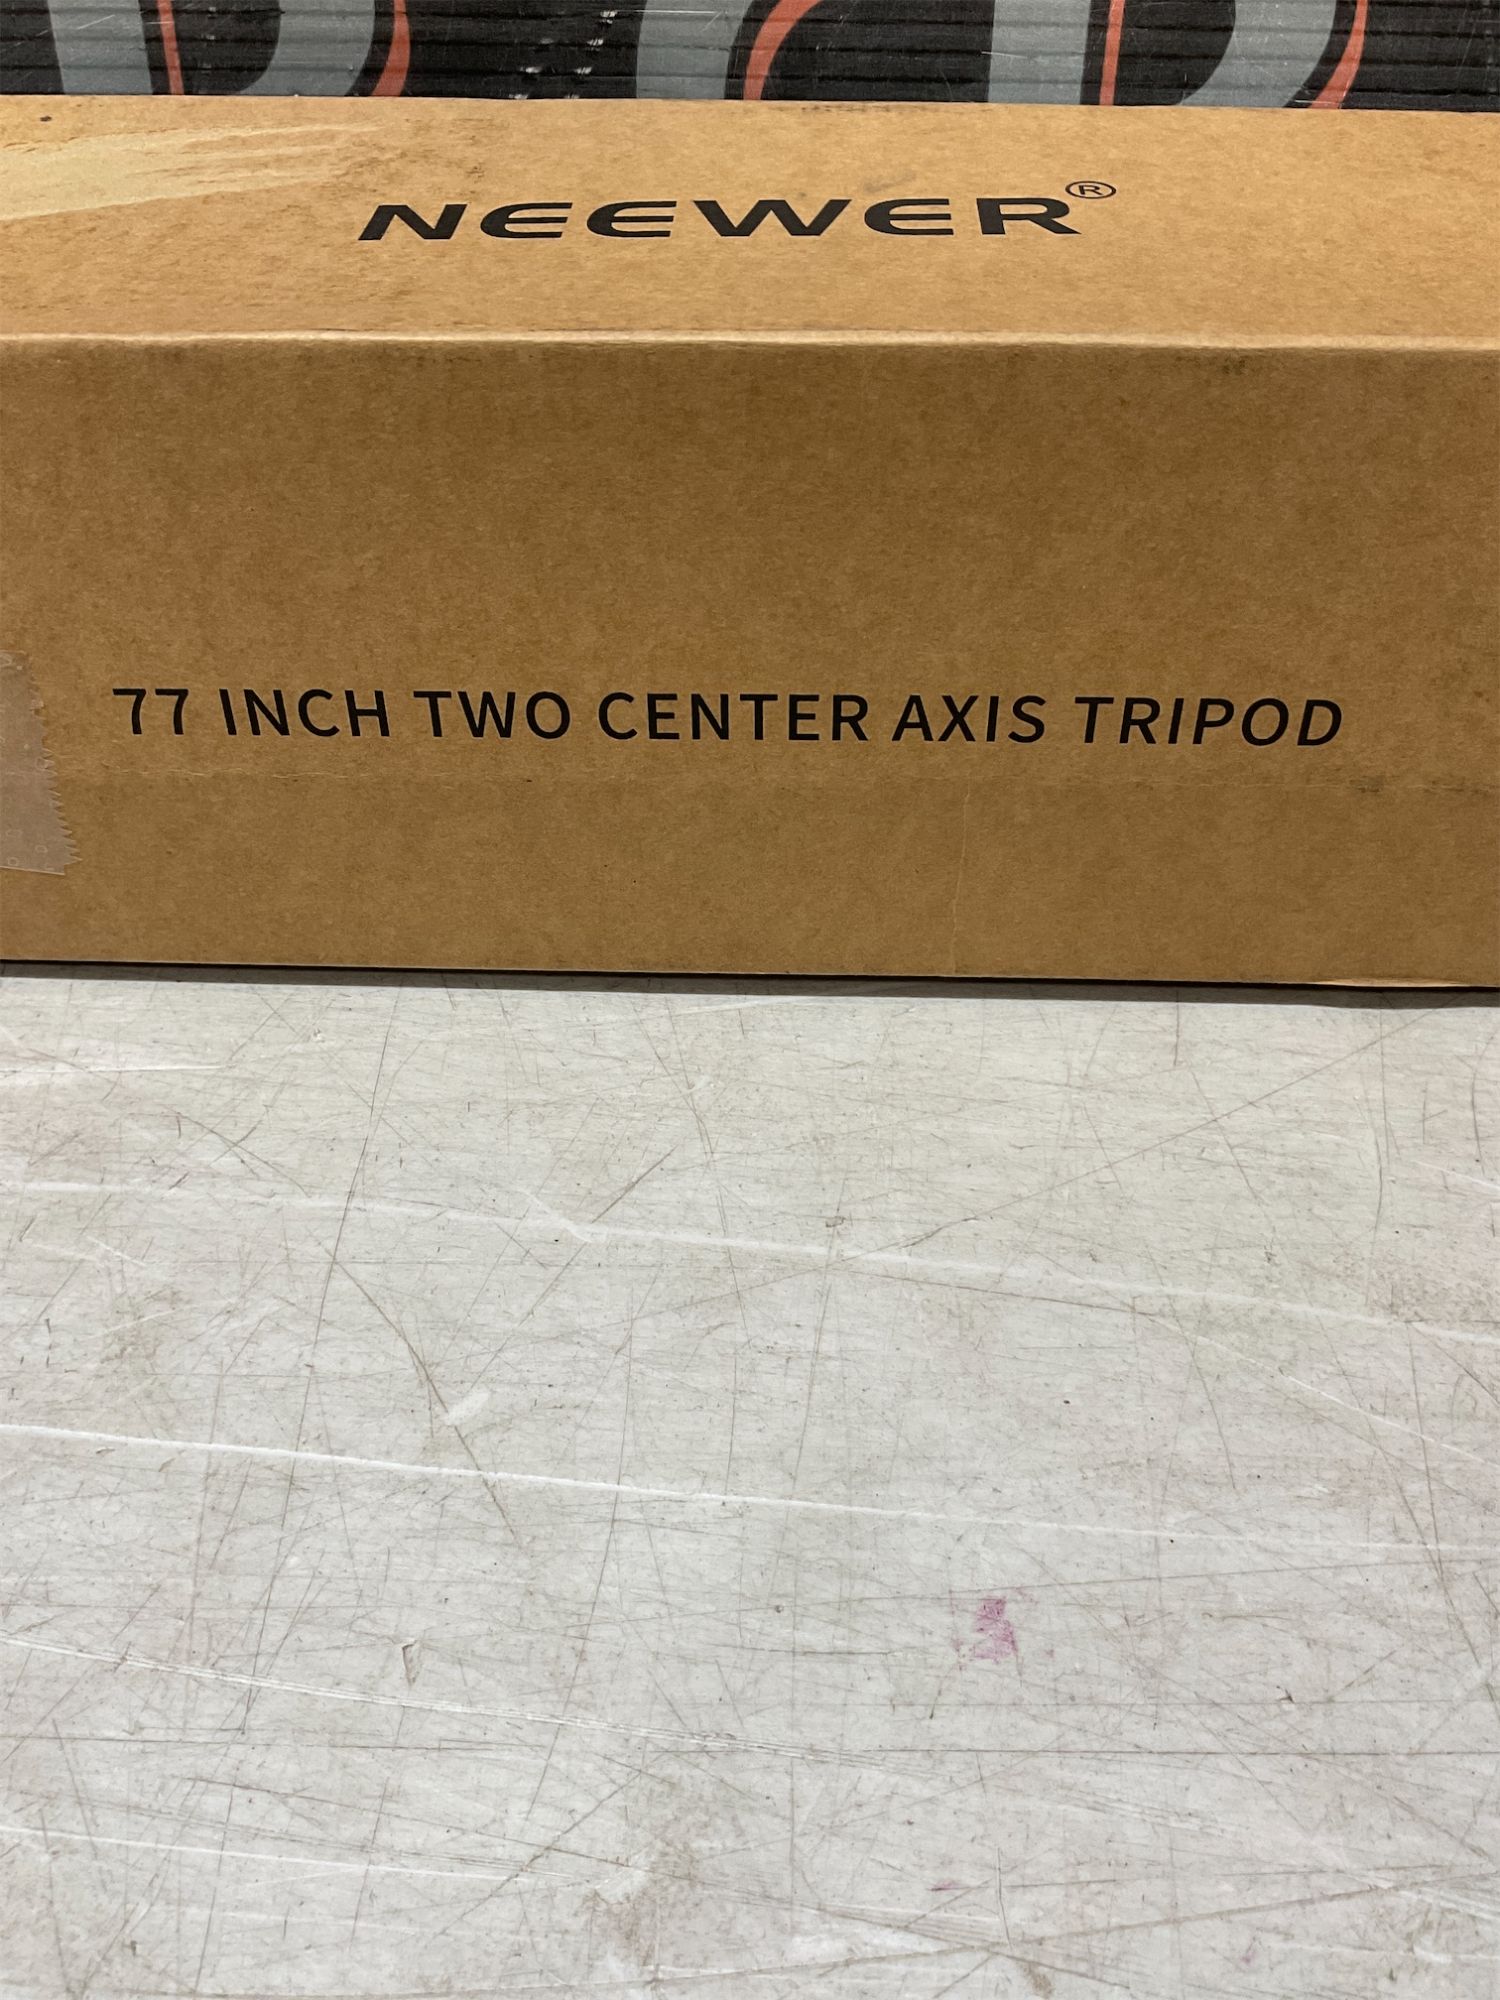 NEEWER®
77 INCH TWO CENTER AXIS TRIPOD